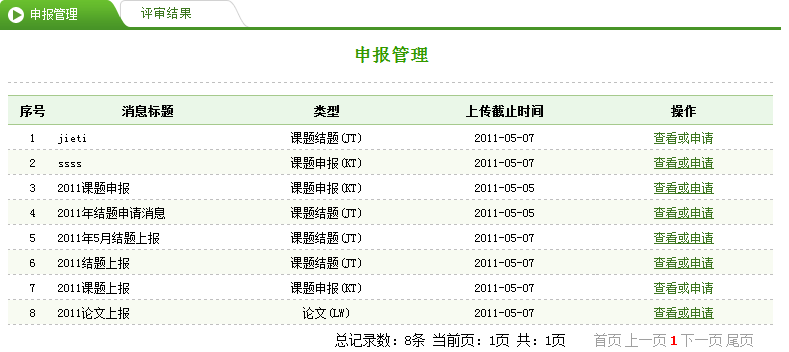 申报管理 评审结果
申报管理
序号 消息标题 类型 上传截止时间 操作
1 jieti 课题结题(JT) 2011-05-07 查看或申请
2 ssss 课题申报(KT) 2011-05-07 查看或申请
3 2011课题申报 课题申报(KT) 2011-05-05 查看或申请
4 2011年结题申请消息 课题结题(JT) 2011-05-05 查看或申请
5 2011年5月结题上报 课题结题(JT) 2011-05-07 查看或申请
6 2011结题上报 课题结题(JT) 2011-05-07 查看或申请
7 2011课题上报 课题申报(KT) 2011-05-07 查看或申请
8 2011论文上报 论文(LW) 2011-05-07 查看或申请
总记录数：8条 当前页：1页 共：1页 首页 上一页 1 下一页 尾页